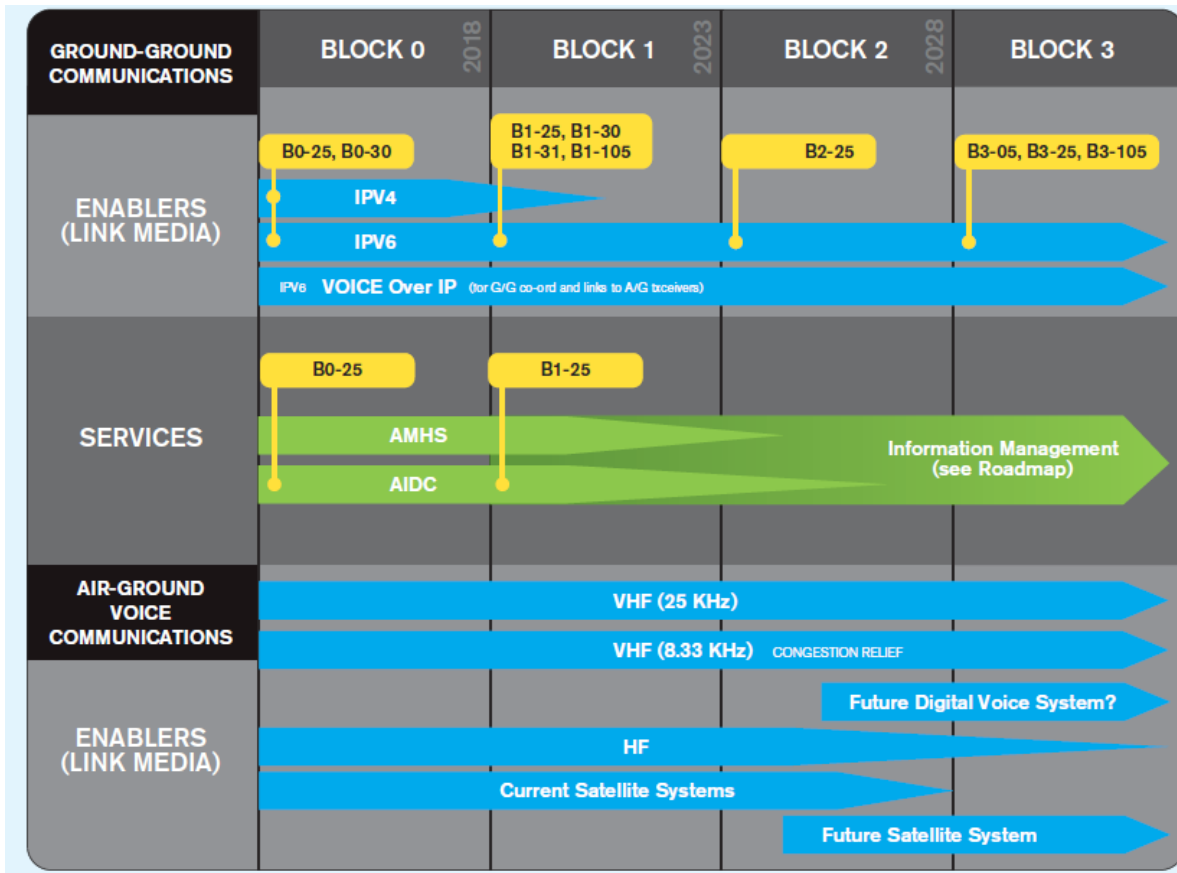 GROUND-GROUND
COMMUNICATIONS
BLOCK 0
2018
BLOCK 1
2023
BLOCK 2
2028
BLOCK 3
ENABLERS
(LINK MEDIA)
B0-25, B0-30
B1-25, B1-30
B1-31, B1-105
B2-25
B3-05, B3-25, B3-105
IPV4
IPV6
IPV6 VOICE Over IP (for G/G co-ord and links to A/G txceivers)
SERVICES
B0-25
B1-25
AMHS
AIDC
Information Management
(see Roadmap)
AIR-GROUND
VOICE
COMMUNICATIONS
VHF (25 KHz)
VHF (8.33 KHz) CONGESTION RELIEF
ENABLERS
(LINK MEDIA)
Future Digital Voice System?
HF
Current Satellite Systems
Future Satellite System